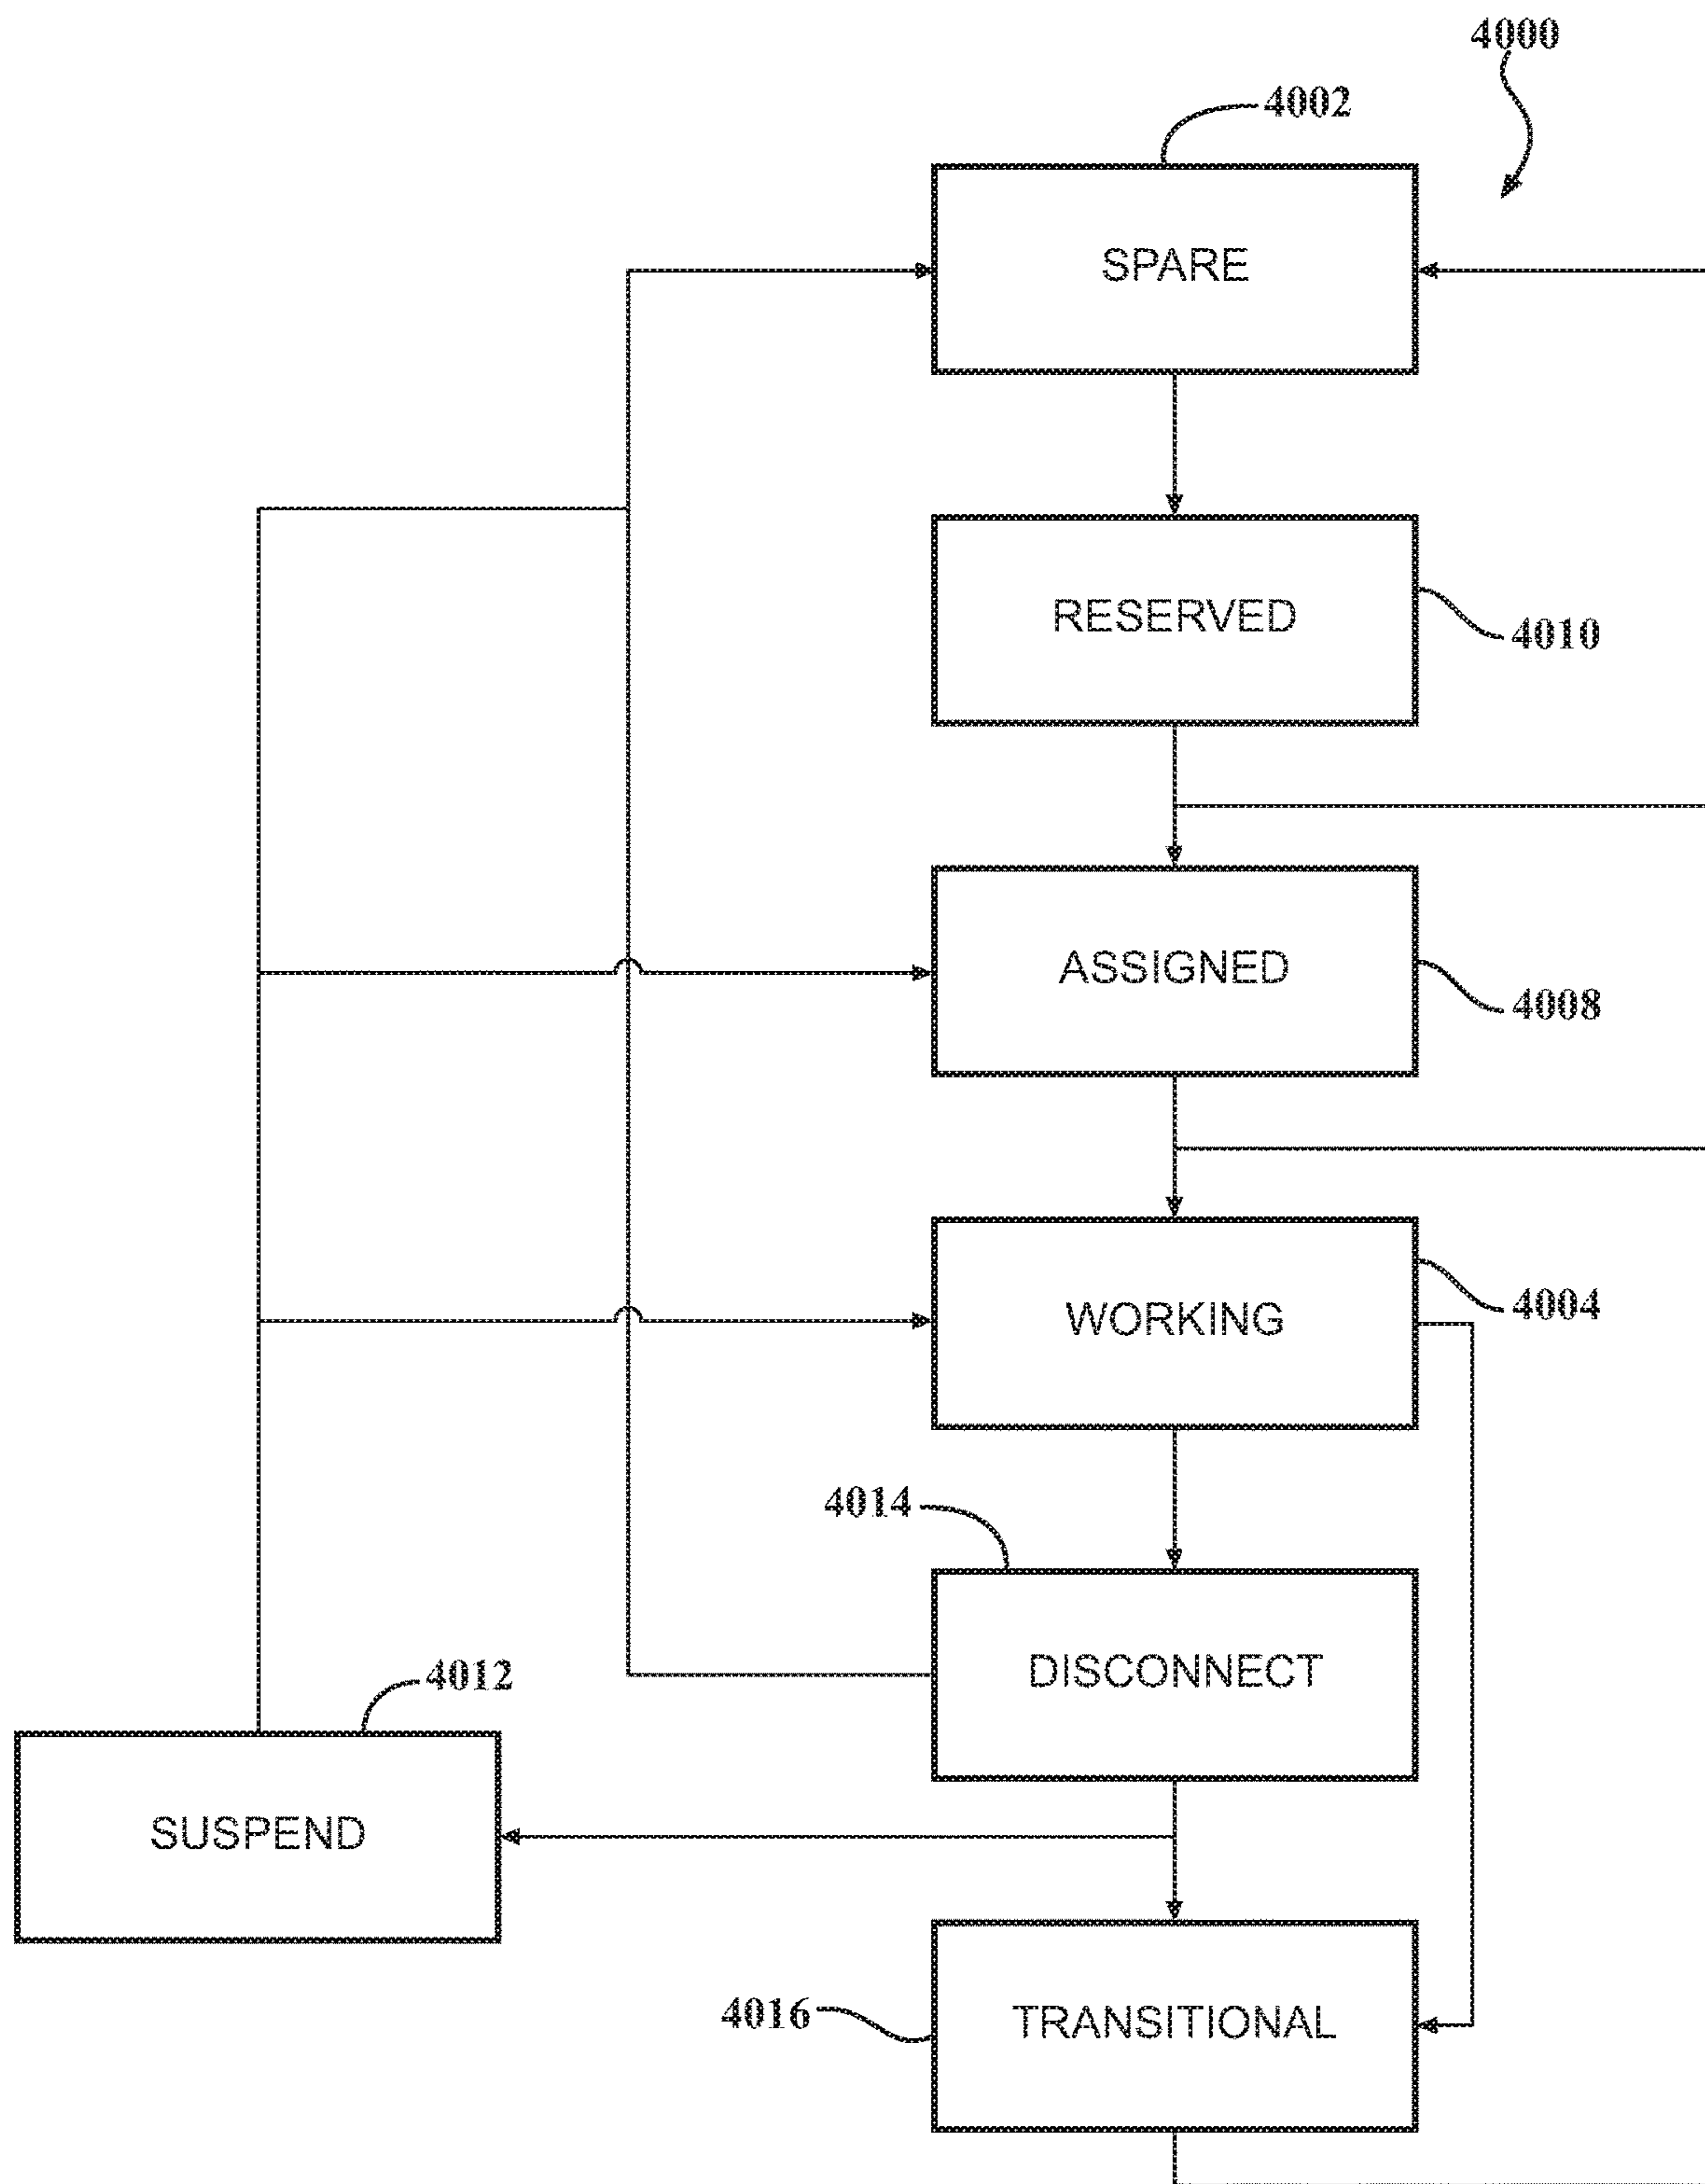 4000
4002
SPARE
RESERVED
4010
ASSIGNED
4008
WORKING
4004
4014
DISCONNECT
4012
SUSPEND
4016
TRANSITIONAL